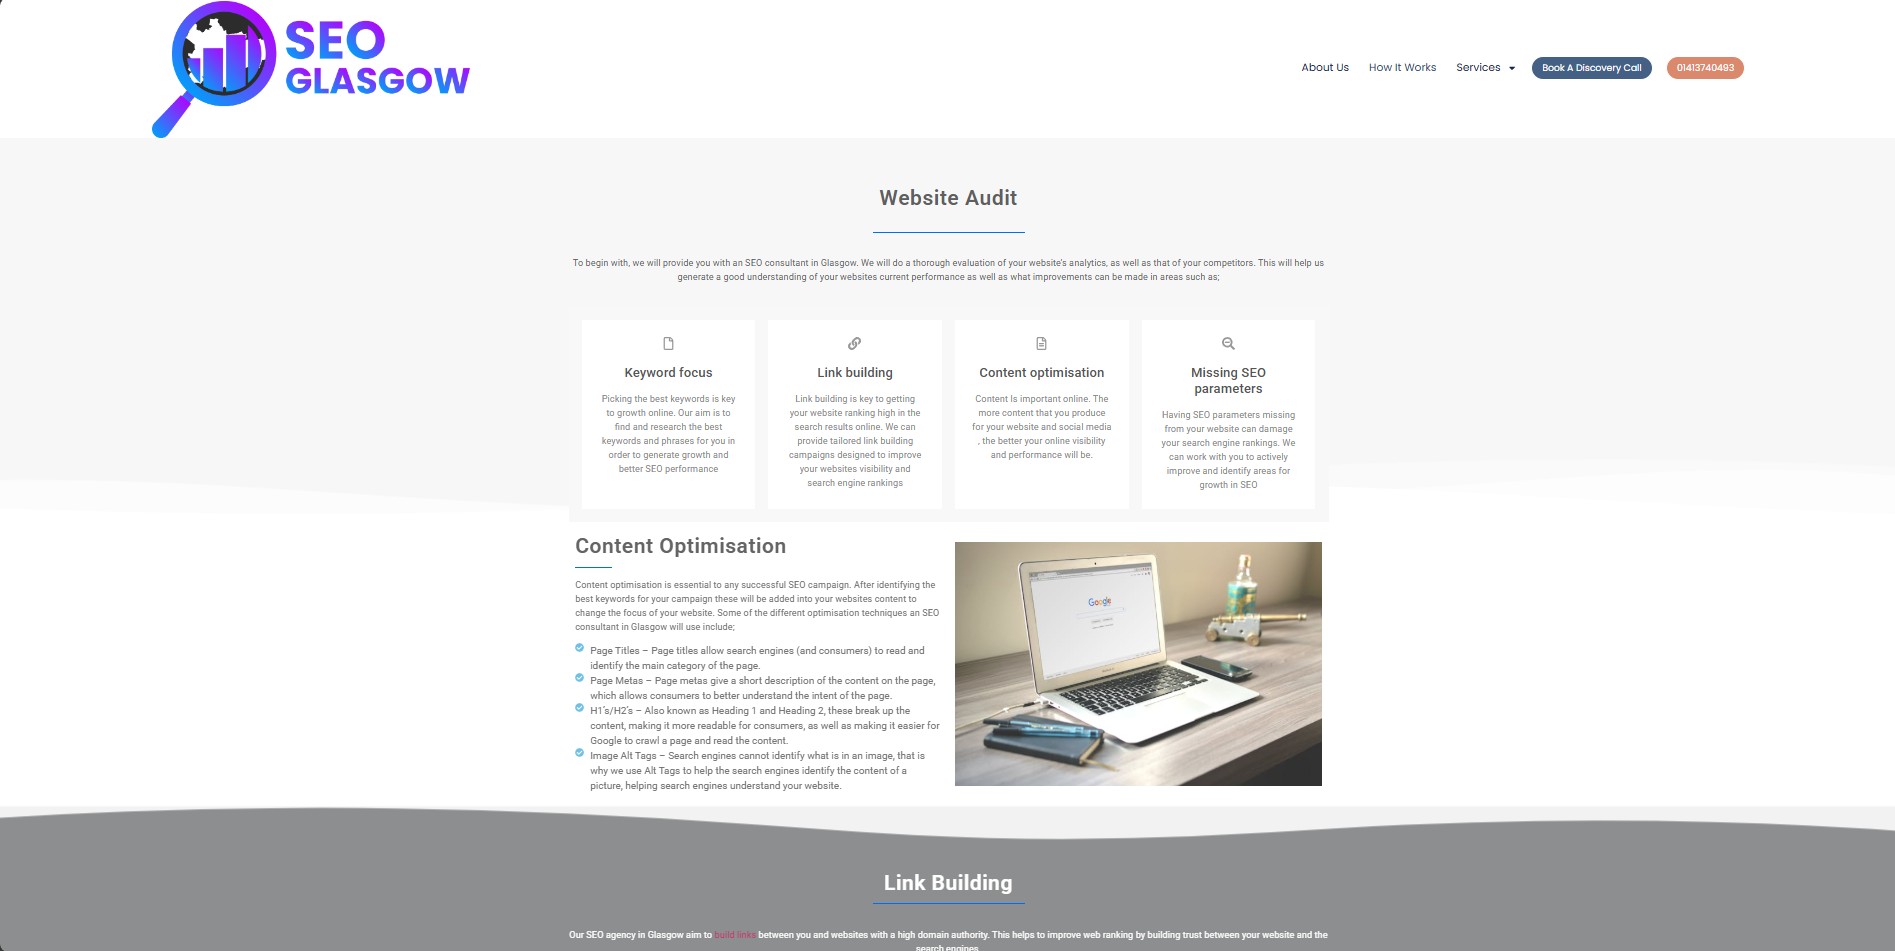 SEO
GLASGOW
About Us
How It Works
Services
Book A Discovery Call
01413740493
Website Audit
To begin with, we will provide you with an SEO consultant in Glasgow. We will do a thorough evaluation of your website's analytics, as well as that of your competitors. This will help us
generate a good understanding of your websites current performance as well as what improvements can be made in areas such as;
Keyword focus
Picking the best keywords is key
to growth online. Our aim is to
find and research the best
keywords and phrases for you in
order to generate growth and
better SEO performance
Link building
Link building is key to getting
your website ranking high in the
search results online. We can
provide tailored link building
campaigns designed to improve
your websites visibility and
search engine rankings
Content optimisation
Content Is important online. The
more content that you produce
for your website and social media
, the better your online visibility
and performance will be.
Missing SEO
parameters
Having SEO parameters missing
from your website can damage
your search engine rankings. We
can work with you to actively
improve and identify areas for
growth in SEO
Content Optimisation
Content optimisation is essential to any successful SEO campaign. After identifying the
best keywords for your campaign these will be added into your websites content to
change the focus of your website. Some of the different optimisation techniques an SEO
consultant in Glasgow will use include;
Page Titles – Page titles allow search engines (and consumers) to read and
identify the main category of the page.
Page Metas – Page metas give a short description of the content on the page,
which allows consumers to better understand the intent of the page.
H1's/H2's – Also known as Heading 1 and Heading 2, these break up the
content, making it more readable for consumers, as well as making it easier for
Google to crawl a page and read the content.
Image Alt Tags – Search engines cannot identify what is in an image, that is
why we use Alt Tags to help the search engines identify the content of a
picture, helping search engines understand your website.
Google
Link Building
Our SEO agency in Glasgow aim to build links between you and websites with a high domain authority. This helps to improve web ranking by building trust between your website and the
search engines